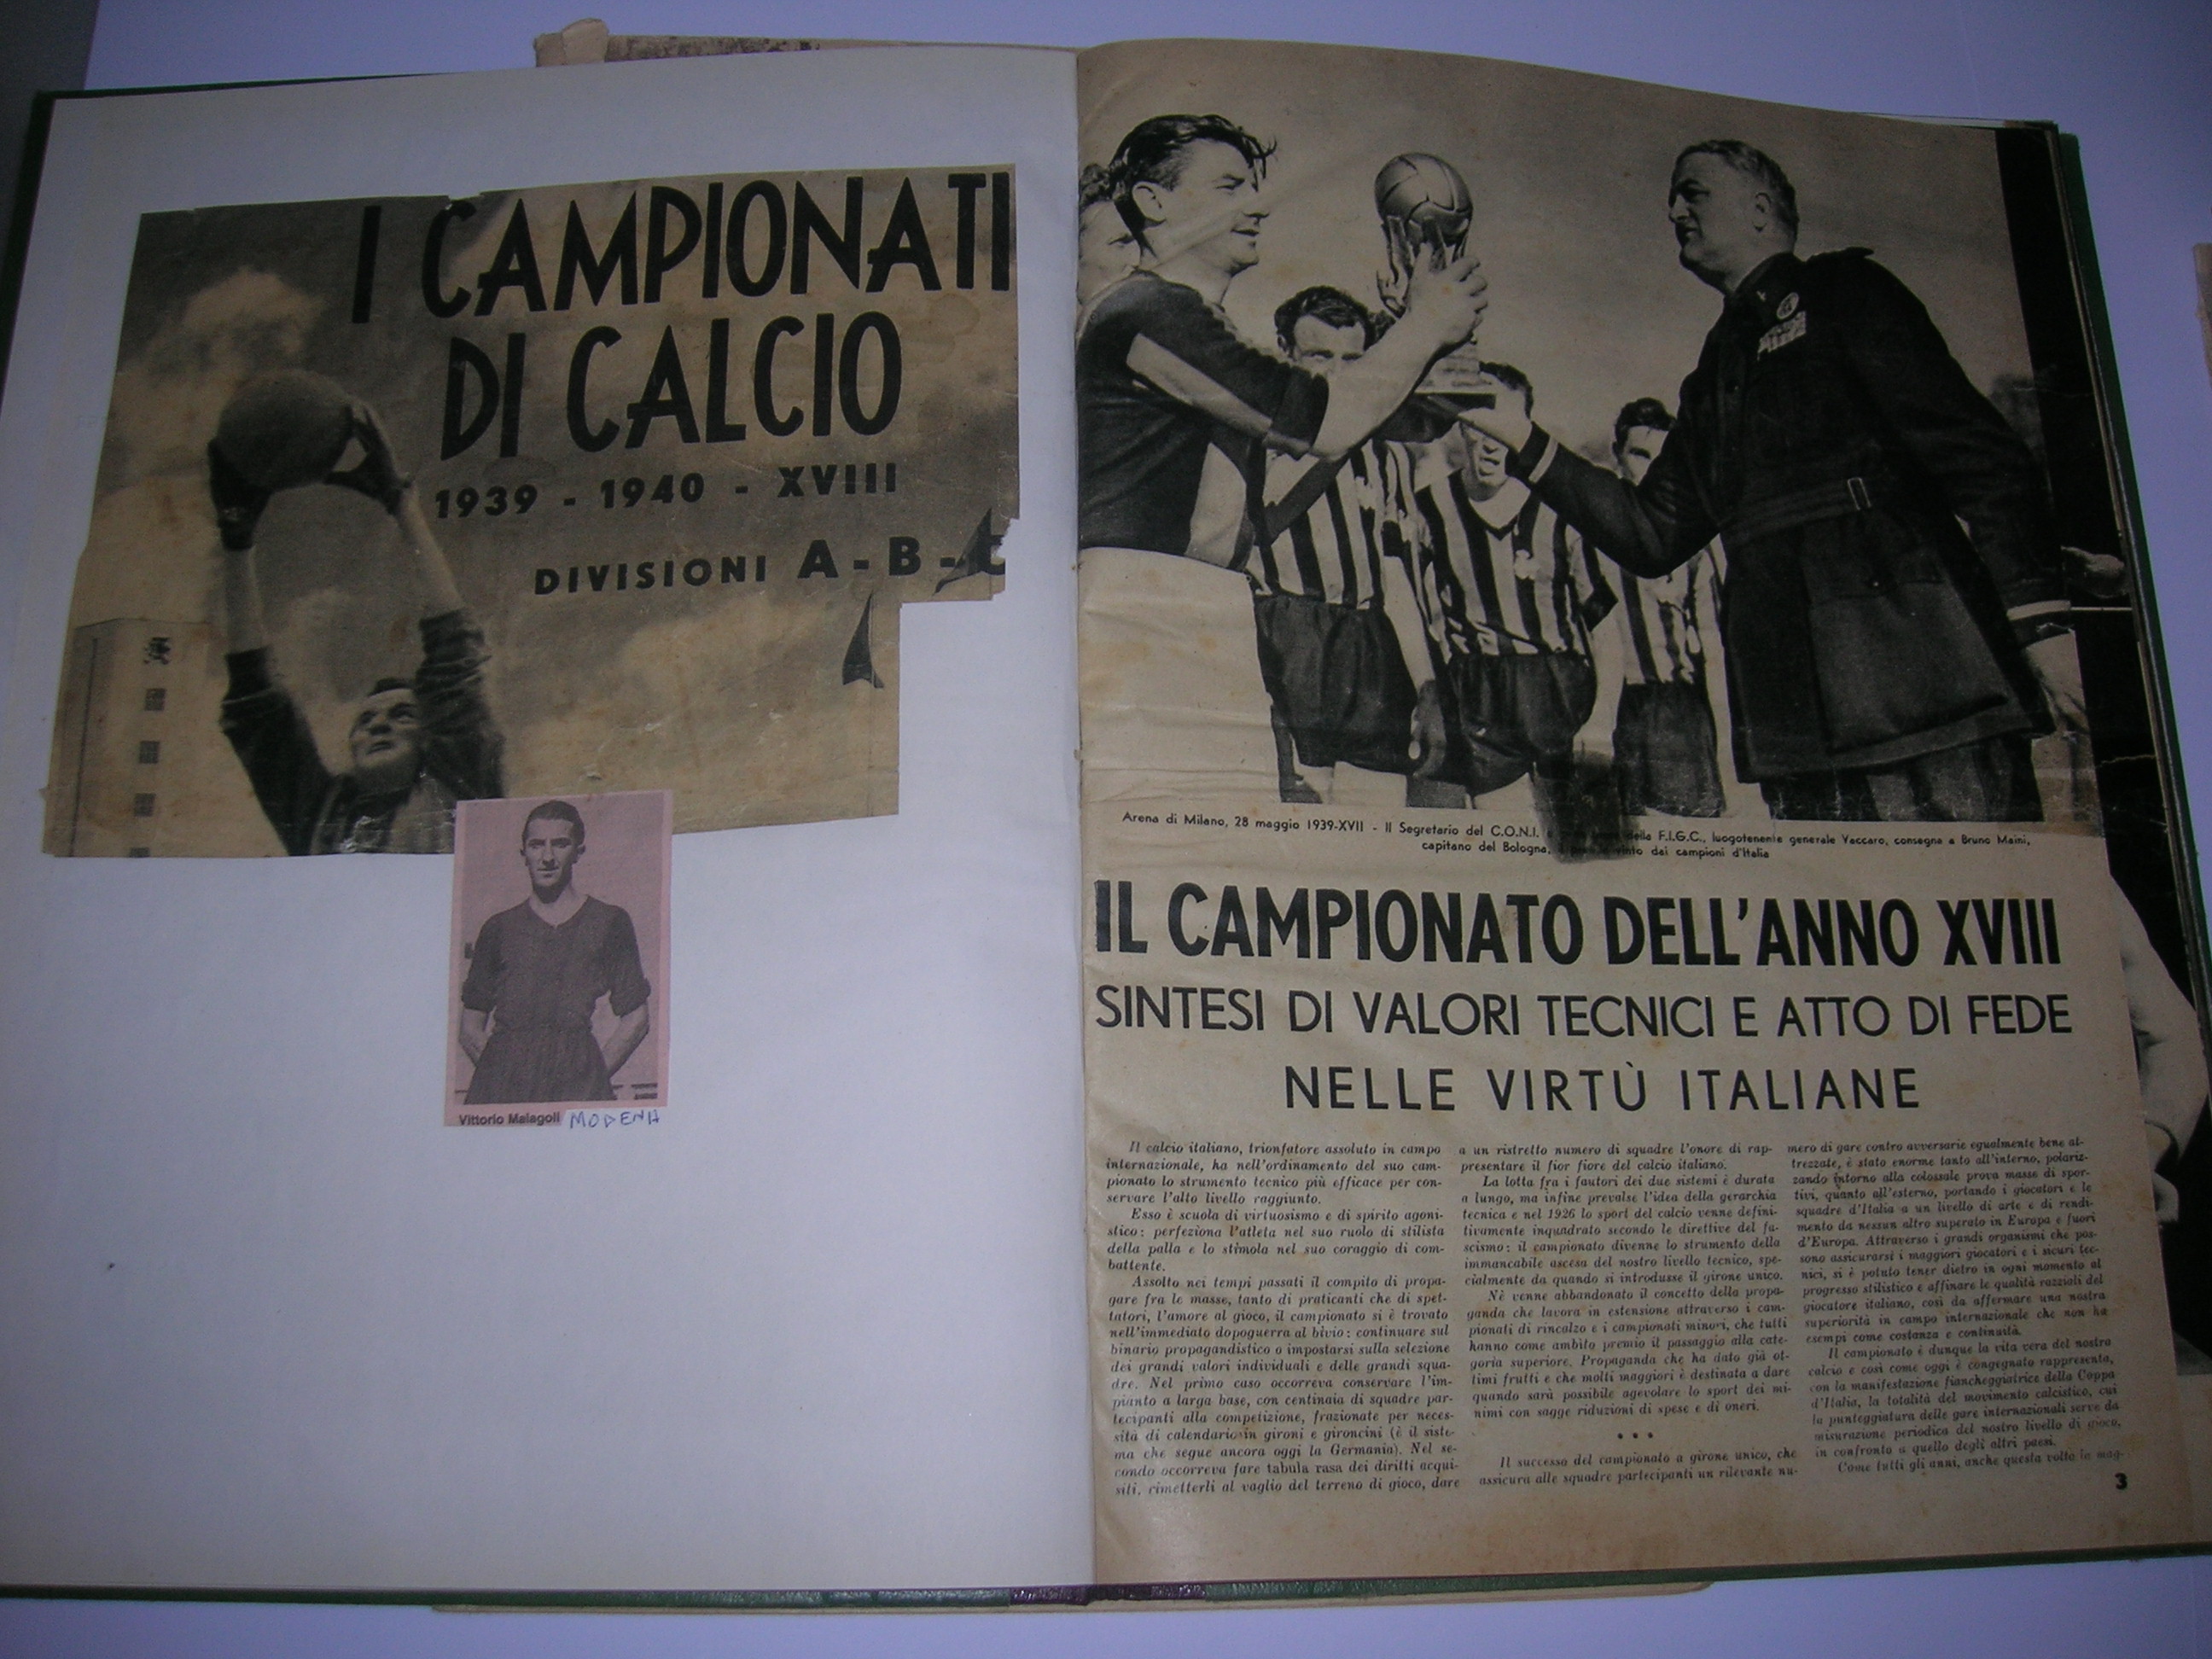 I CAMPIONATI
DI CALCIO
1939 - 1940 - XVIII
DIVISIONI A - B - C
Vittorio Malagoli MODENA
Arena di Milano, 28 maggio 1939-XVII - Il Segretario del C.O.N.I. della F.I.G.C., luogotenente generale Vaccaro, consegna a Bruno Maini,
capitano del Bologna, vinto dai campioni d'Italia
IL CAMPIONATO DELL'ANNO XVIII
SINTESI DI VALORI TECNICI E ATTO DI FEDE
NELLE VIRTÙ ITALIANE
Il calcio italiano, trionfatore assoluto in campo
internazionale, ha nell'ordinamento del suo cam-
pionato lo strumento tecnico più efficace per con-
servare l'alto livello raggiunto.
Esso è scuola di virtuosismo e di spirito agoni-
stico: perfeziona l'atleta nel suo ruolo di stilista
della palla e lo stimola nel suo coraggio di com-
battente.
Assolto nei tempi passati il compito di propa-
gare fra le masse, tanto di praticanti che di spet-
tatori, l'amore al gioco, il campionato si è trovato
nell'immediato dopoguerra al bivio: continuare sul
binario propagandistico o impostarsi sulla selezione
dei grandi valori individuali e delle grandi squa-
dre. Nel primo caso occorreva conservare l'im-
pianto a larga base, con centinaia di squadre par-
tecipanti alla competizione, frazionate per neces-
sità di calendario in gironi e gironcini (è il siste-
ma che segue ancora oggi la Germania). Nel se-
condo occorreva fare tabula rasa dei diritti acqui-
siti, rimetterli al vaglio del terreno di gioco, dare
a un ristretto numero di squadre l'onore di rap-
presentare il fior fiore del calcio italiano.
La lotta fra i fautori dei due sistemi è durata
a lungo, ma infine prevalse l'idea della gerarchia
tecnica e nel 1926 lo sport del calcio venne defini-
tivamente inquadrato secondo le direttive del fa-
scismo: il campionato divenne lo strumento della
immancabile ascesa del nostro livello tecnico, spe-
cialmente da quando si introdusse il girone unico.
Nè venne abbandonato il concetto della propa-
ganda che lavora in estensione attraverso i cam-
pionati di rincalzo e i campionati minori, che tutti
hanno come ambito premio il passaggio alla cate-
goria superiore. Propaganda che ha dato già ot-
timi frutti e che molti maggiori è destinata a dare
quando sarà possibile agevolare lo sport dei mi-
nimi con sagge riduzioni di spese e di oneri.
• • •
Il successo del campionato a girone unico, che
assicura alle squadre partecipanti un rilevante nu-
mero di gare contro avversarie egualmente bene at-
trezzate, è stato enorme tanto all'interno, polariz-
zando intorno alla colossale prova masse di spor-
tivi, quanto all'esterno, portando i giocatori e le
squadre d'Italia a un livello di arte e di rendi-
mento da nessun altro superato in Europa e fuori
d'Europa. Attraverso i grandi organismi che pos-
sono assicurarsi i maggiori giocatori e i sicuri tec-
nici, si è potuto tener dietro in ogni momento al
progresso stilistico e affinare le qualità razziali del
giocatore italiano, così da affermare una nostra
superiorità in campo internazionale che non ha
esempi come costanza e continuità.
Il campionato è dunque la vita vera del nostro
calcio e così come oggi è congegnato rappresenta,
con la manifestazione fiancheggiatrice della Coppa
d'Italia, la totalità del movimento calcistico, cui
la punteggiatura delle gare internazionali serve da
misurazione periodica del nostro livello di gioco,
in confronto a quello degli altri paesi.
Come tutti gli anni, anche questa volta la mag-
3